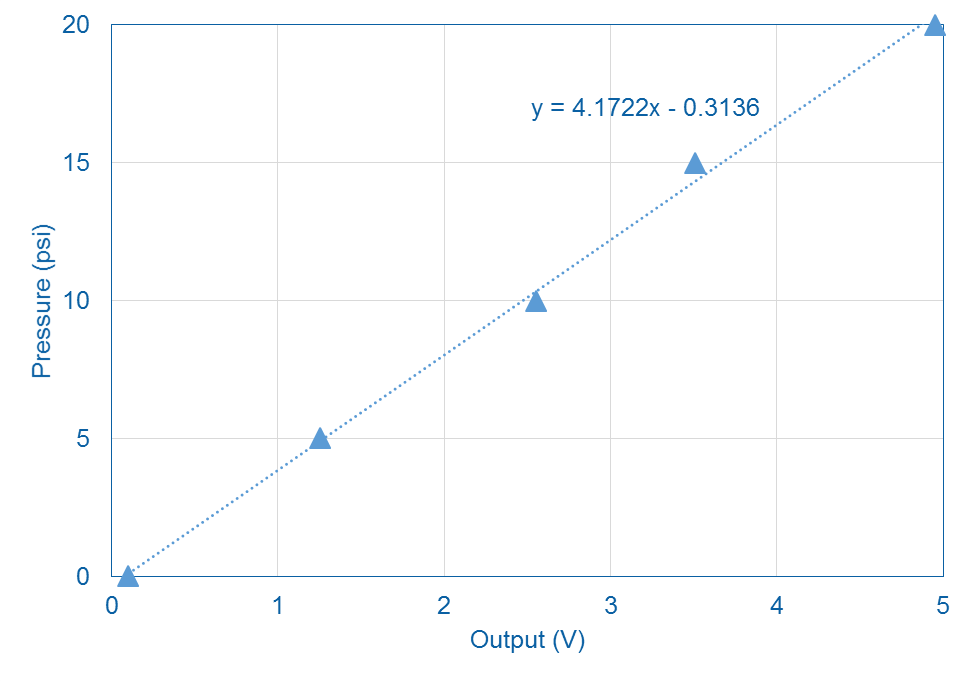 20
y = 4.1722x - 0.3136
15
Pressure (psi)
10
5
0
0 1 2 3 4 5
Output (V)